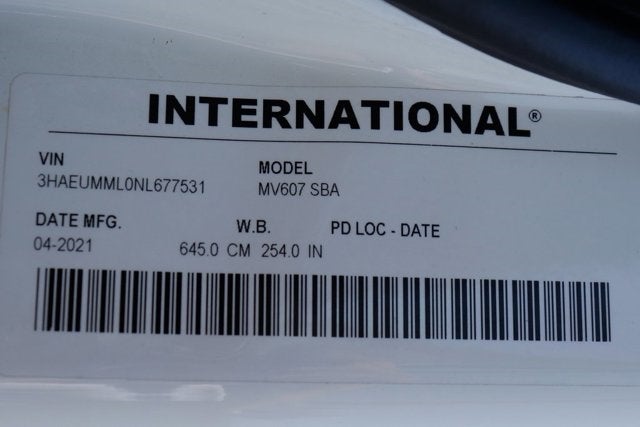 INTERNATIONAL®
VIN MODEL
3HAEUMML0NL677531 MV607 SBA
DATE MFG. W.B. PD LOC - DATE
04-2021 645.0 CM 254.0 IN